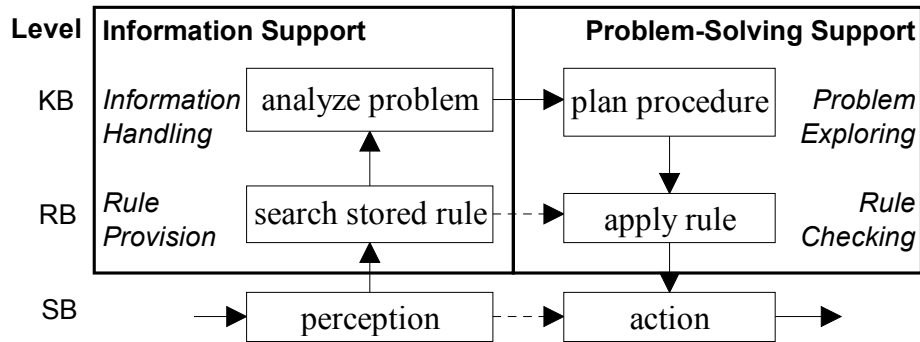 Level
Information Support
Problem-Solving Support
KB
Information
Handling
analyze problem
plan procedure
Problem
Exploring
RB
Rule
Provision
search stored rule
apply rule
Rule
Checking
SB
perception
action